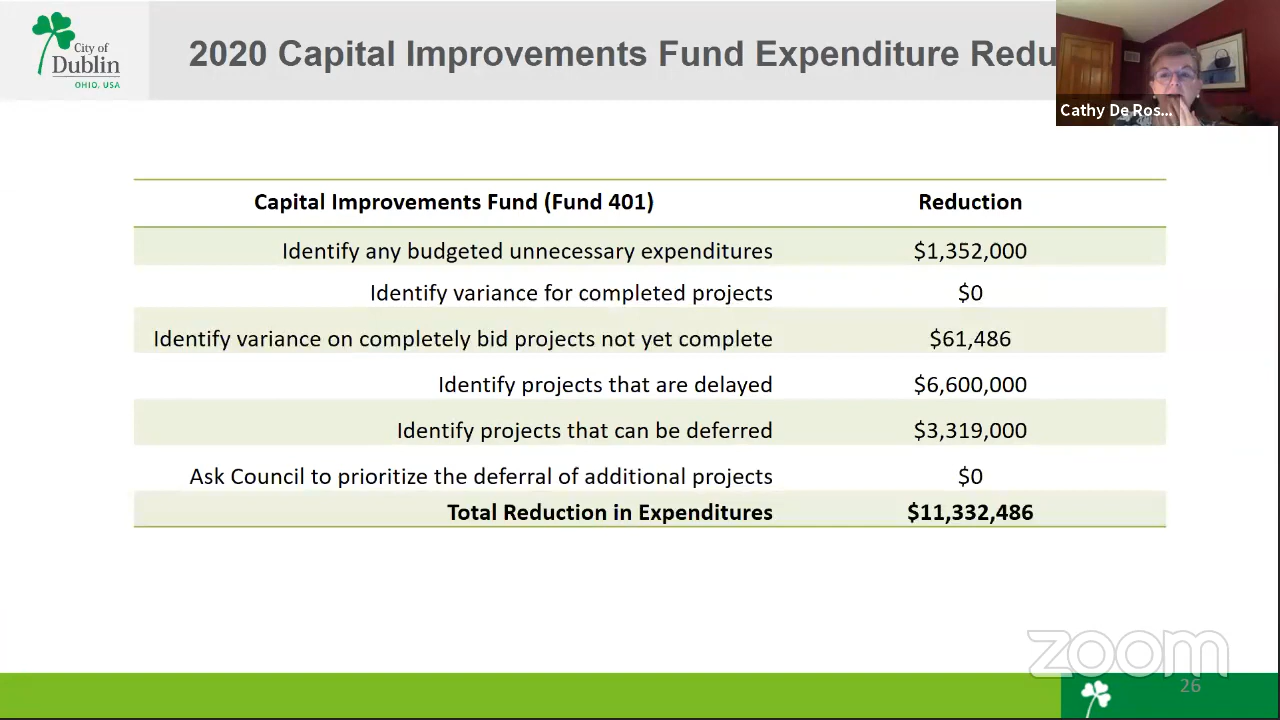 City of
Dublin
OHIO, USA
2020 Capital Improvements Fund Expenditure Redu
Cathy De Ros...
Capital Improvements Fund (Fund 401) Reduction
Identify any budgeted unnecessary expenditures $1,352,000
Identify variance for completed projects $0
Identify variance on completely bid projects not yet complete $61,486
Identify projects that are delayed $6,600,000
Identify projects that can be deferred $3,319,000
Ask Council to prioritize the deferral of additional projects $0
Total Reduction in Expenditures $11,332,486
zoom
26